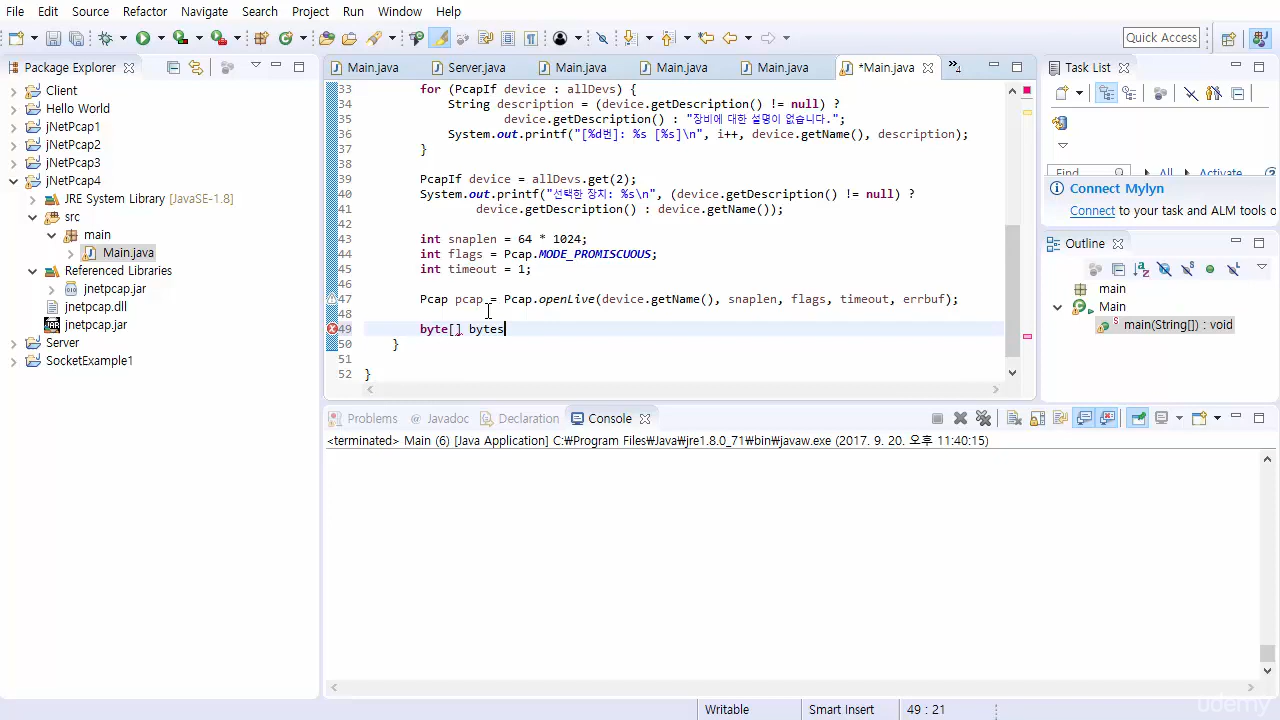 File Edit Source Refactor Navigate Search Project Run Window Help
Quick Access
Package Explorer
Main.java Server.java Main.java Main.java Main.java *Main.java 4
Task List
Client
Hello World
jNetPcap1
jNetPcap2
jNetPcap3
jNetPcap4
JRE System Library [JavaSE-1.8]
src
main
Main.java
Referenced Libraries
jnetpcap.jar
jnetpcap.dll
jnetpcap.jar
Server
SocketExample1
33 for (PcapIf device : allDevs) {
34 String description = (device.getDescription() != null) ?
35 device.getDescription() : "장비에 대한 설명이 없습니다.";
36 System.out.printf("[%d번]: %s [%s]\n", i++, device.getName(), description);
37 }
38
39 PcapIf device = allDevs.get(2);
40 System.out.printf("선택한 장치: %s\n", (device.getDescription() != null) ?
41 device.getDescription() : device.getName());
42
43 int snaplen = 64 * 1024;
44 int flags = Pcap.MODE_PROMISCUOUS;
45 int timeout = 1;
46
47 Pcap pcap = Pcap.openLive(device.getName(), snaplen, flags, timeout, errbuf);
48
49 byte[] bytes
50 }
51
52 }
Find All Activate...
Connect Mylyn
Connect to your task and ALM tools o
Outline
main
Main
main(String[]) : void
Problems Javadoc Declaration Console
<terminated> Main (6) [Java Application] C:₩Program Files₩Java₩jre1.8.0_71₩bin₩javaw.exe (2017. 9. 20. 오후 11:40:15)
Writable Smart Insert 49 : 21
udemy